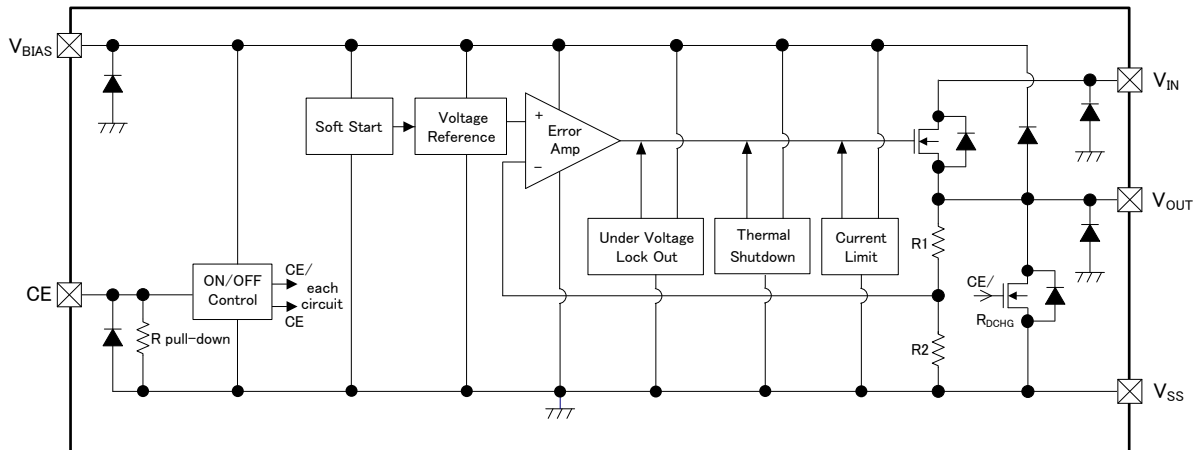 VBIAS
VIN
Soft Start
Voltage
Reference
+
Error
Amp
−
VOUT
Under Voltage
Lock Out
Thermal
Shutdown
Current
Limit
R1
CE
ON/OFF
Control
CE/
each
circuit
CE
CE/
RDCHG
R pull-down
R2
VSS